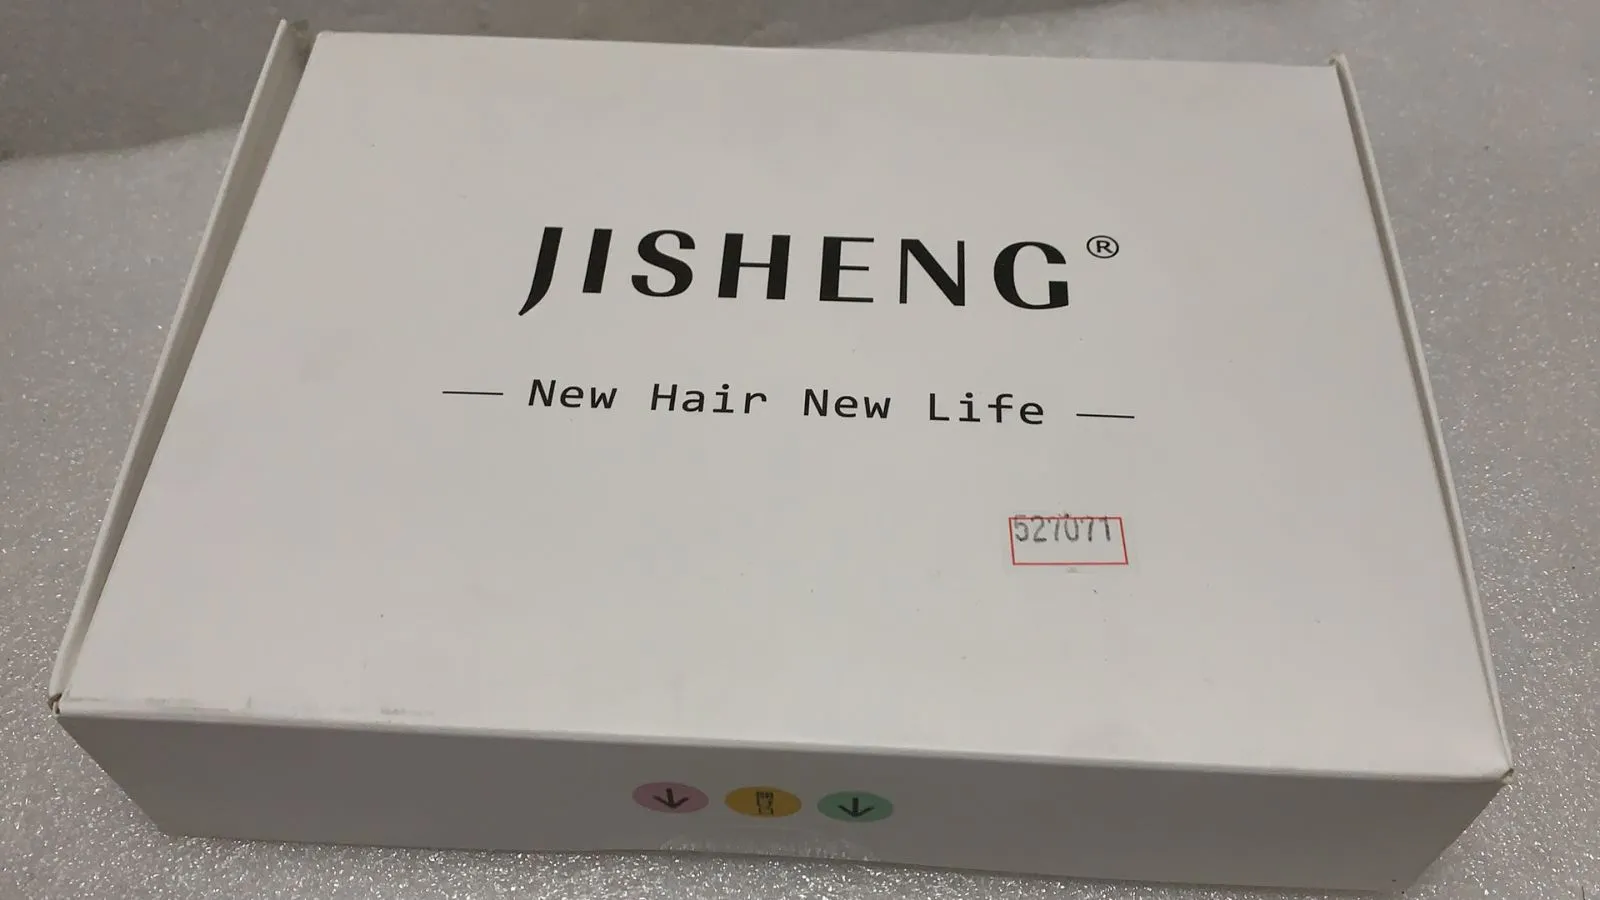 JISHENG®
— New Hair New Life —
527071